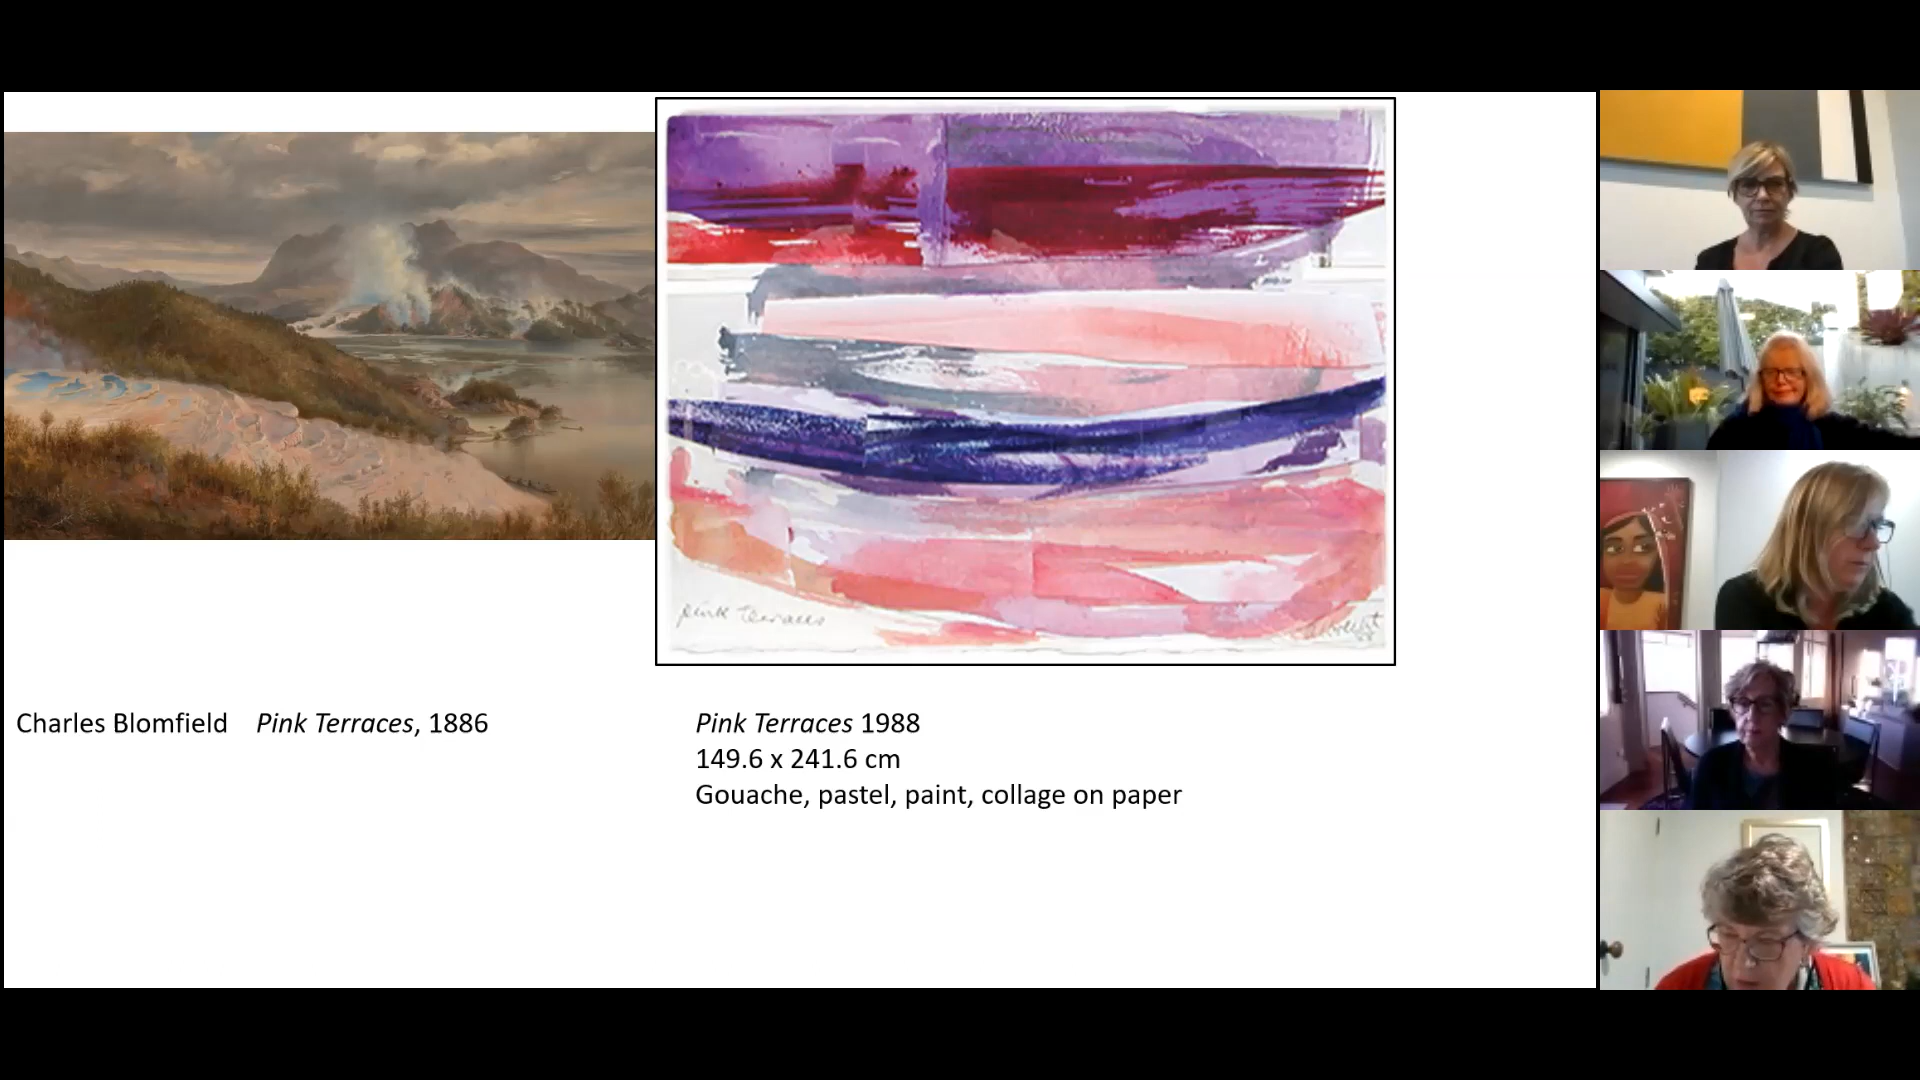 pink Terraces
Charles Blomfield Pink Terraces, 1886
Pink Terraces 1988
149.6 x 241.6 cm
Gouache, pastel, paint, collage on paper